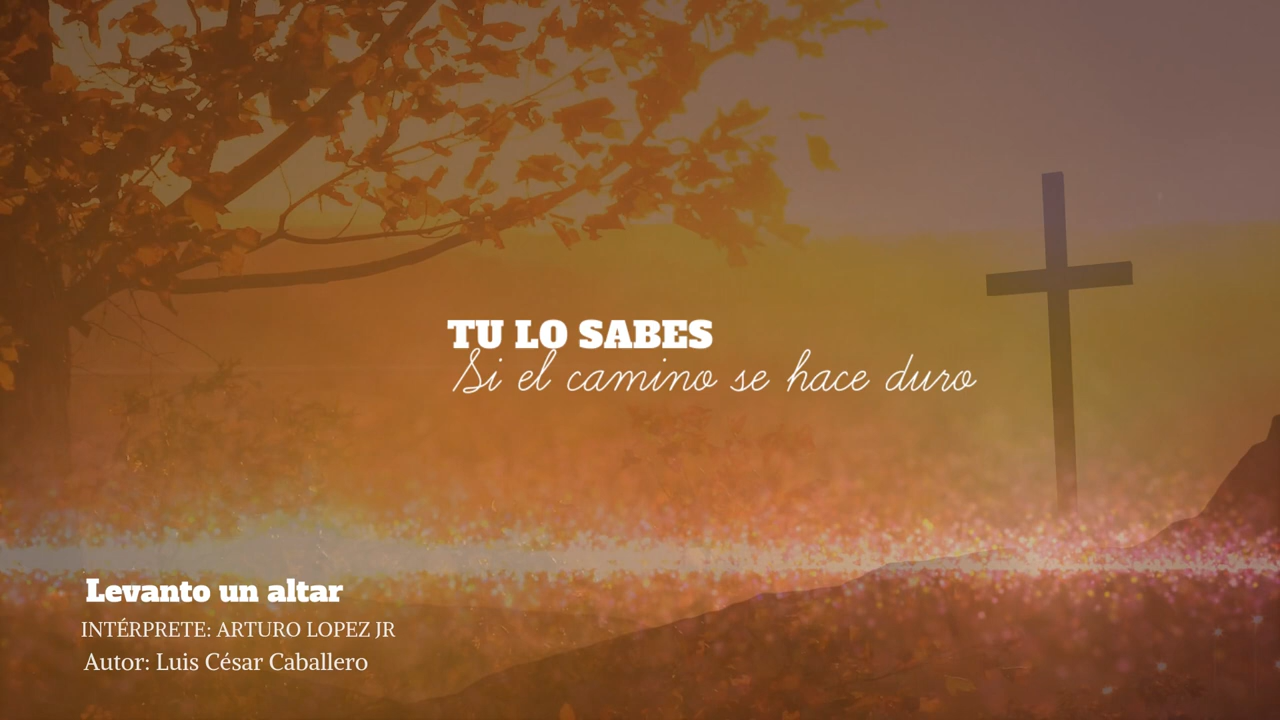 TU LO SABES
Si el camino se hace duro
Levanto un altar
INTÉRPRETE: ARTURO LOPEZ JR
Autor: Luis César Caballero